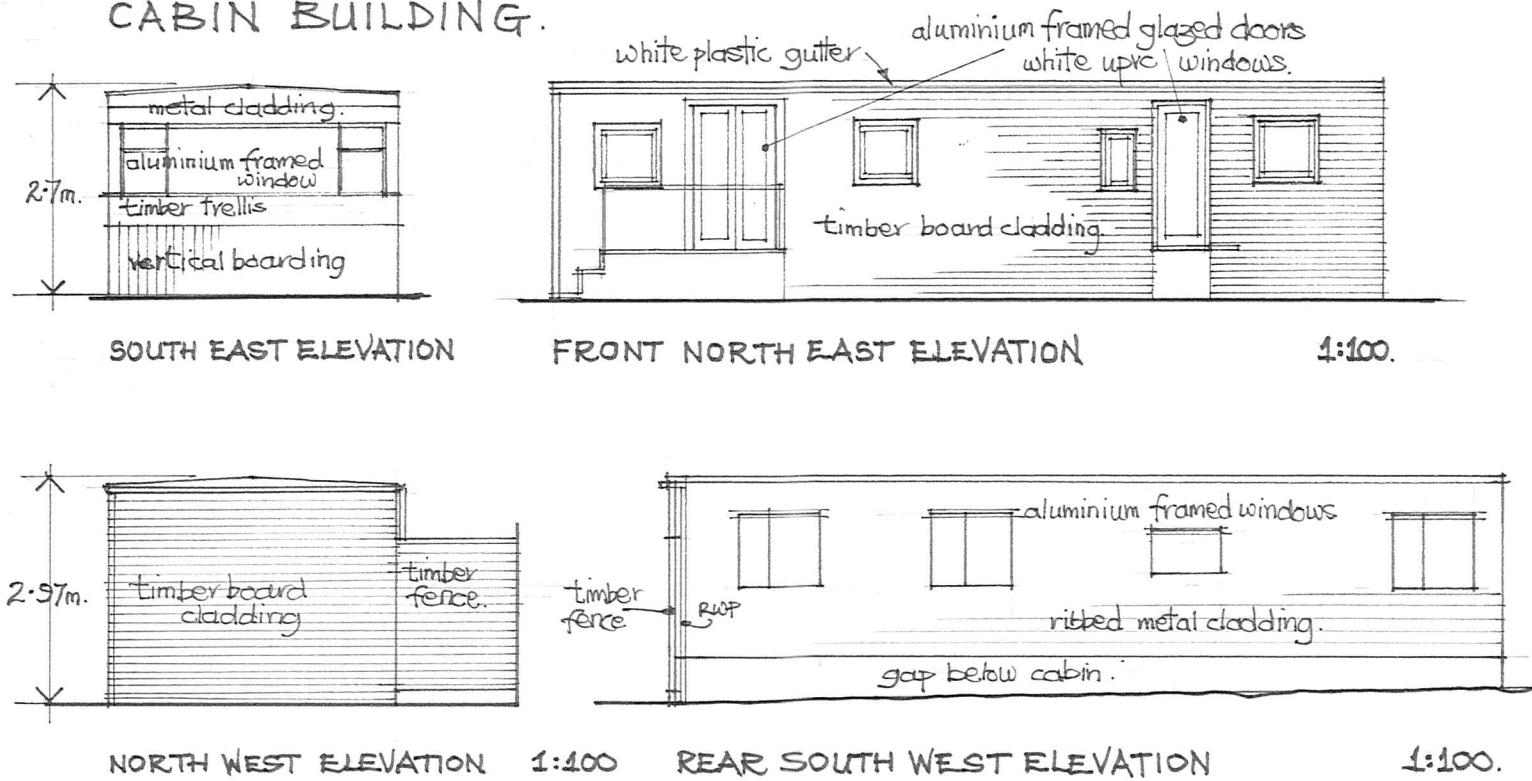 CABIN BUILDING.
white plastic gutter
aluminium framed glazed doors
white upvc windows.
metal cladding.
aluminium framed
window
2.7m.
timber trellis
vertical boarding
timber board cladding.
SOUTH EAST ELEVATION
FRONT NORTH EAST ELEVATION
1:100.
2.97m.
timber board
cladding
timber
fence.
timber
fence
RWP
aluminium framed windows
ribbed metal cladding.
gap below cabin.
NORTH WEST ELEVATION 1:100
REAR SOUTH WEST ELEVATION
1:100.